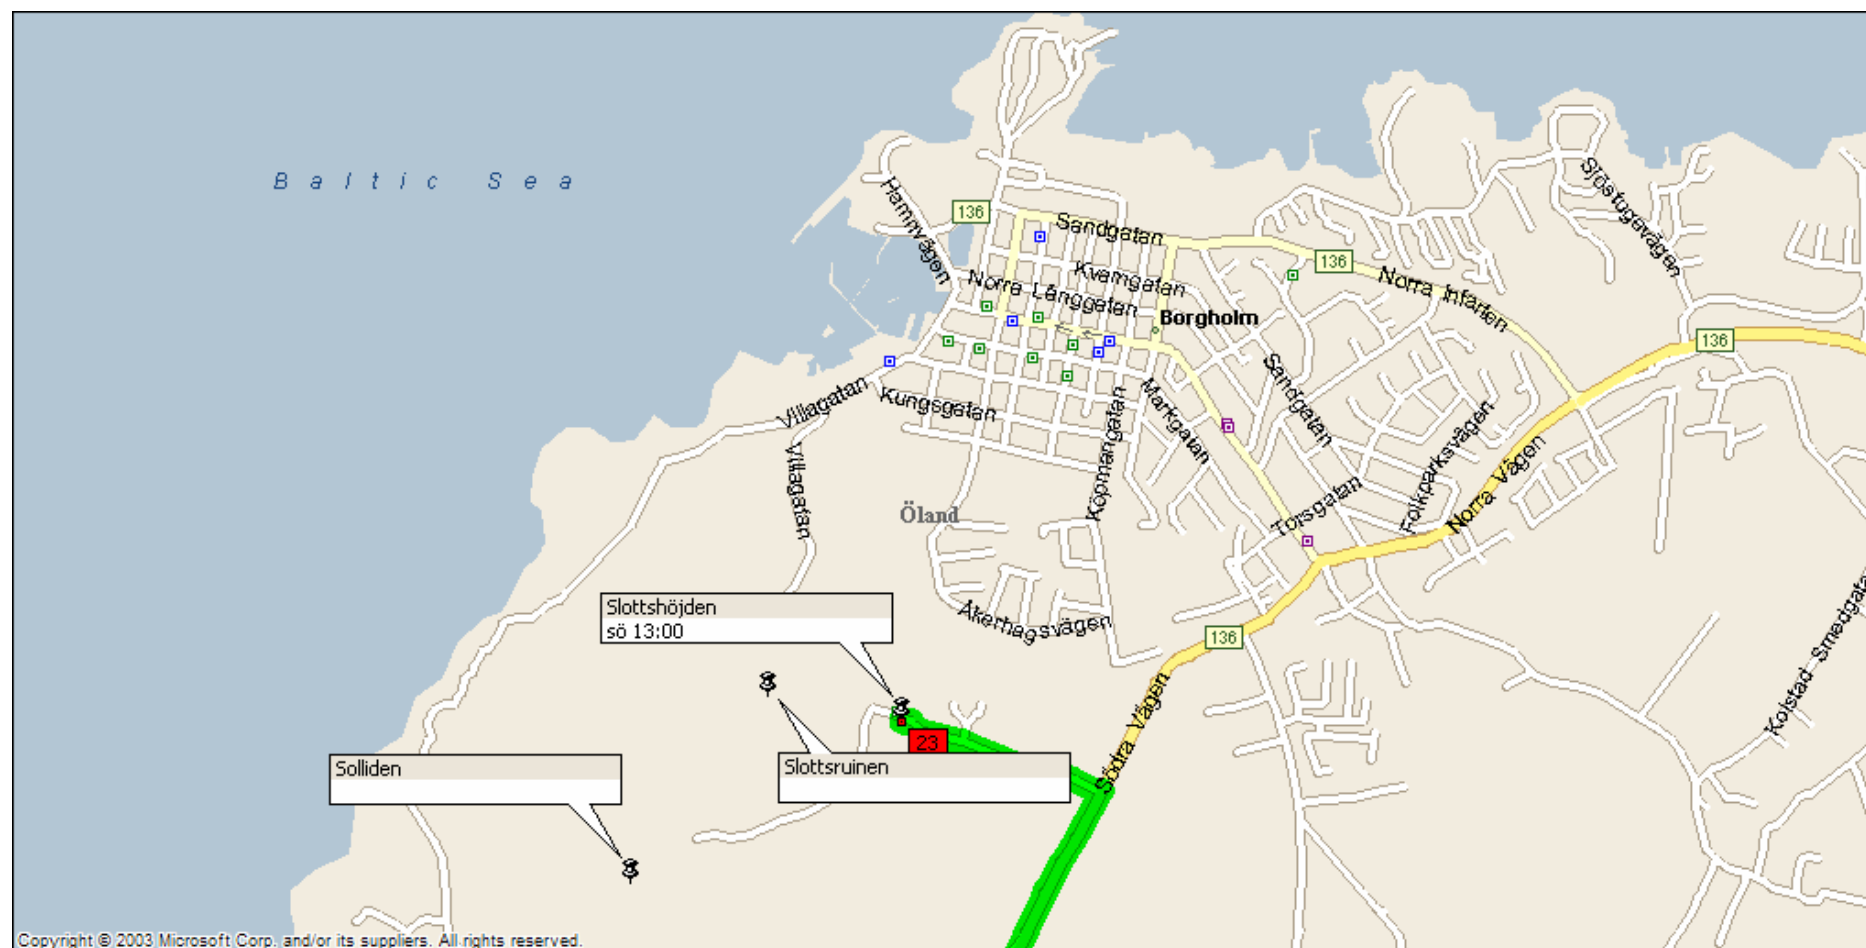 Baltic Sea
Hamnvägen
136
Sandgatan
136
Norra Infarten
Sjöstugavägen
Kvarngatan
Norra Långgatan
Borgholm
136
Villagatan
Kungsgatan
Köpmangatan
Markgatan
Sandgatan
Folkparksvägen
Norra Vägen
Villagatan
Öland
Torsgatan
Slottshöjden
sö 13:00
Åkerhagsvägen
136
Kolstad Smedgatan
Södra Vägen
23
Solliden
Slottsruinen
Copyright © 2003 Microsoft Corp. and/or its suppliers. All rights reserved.